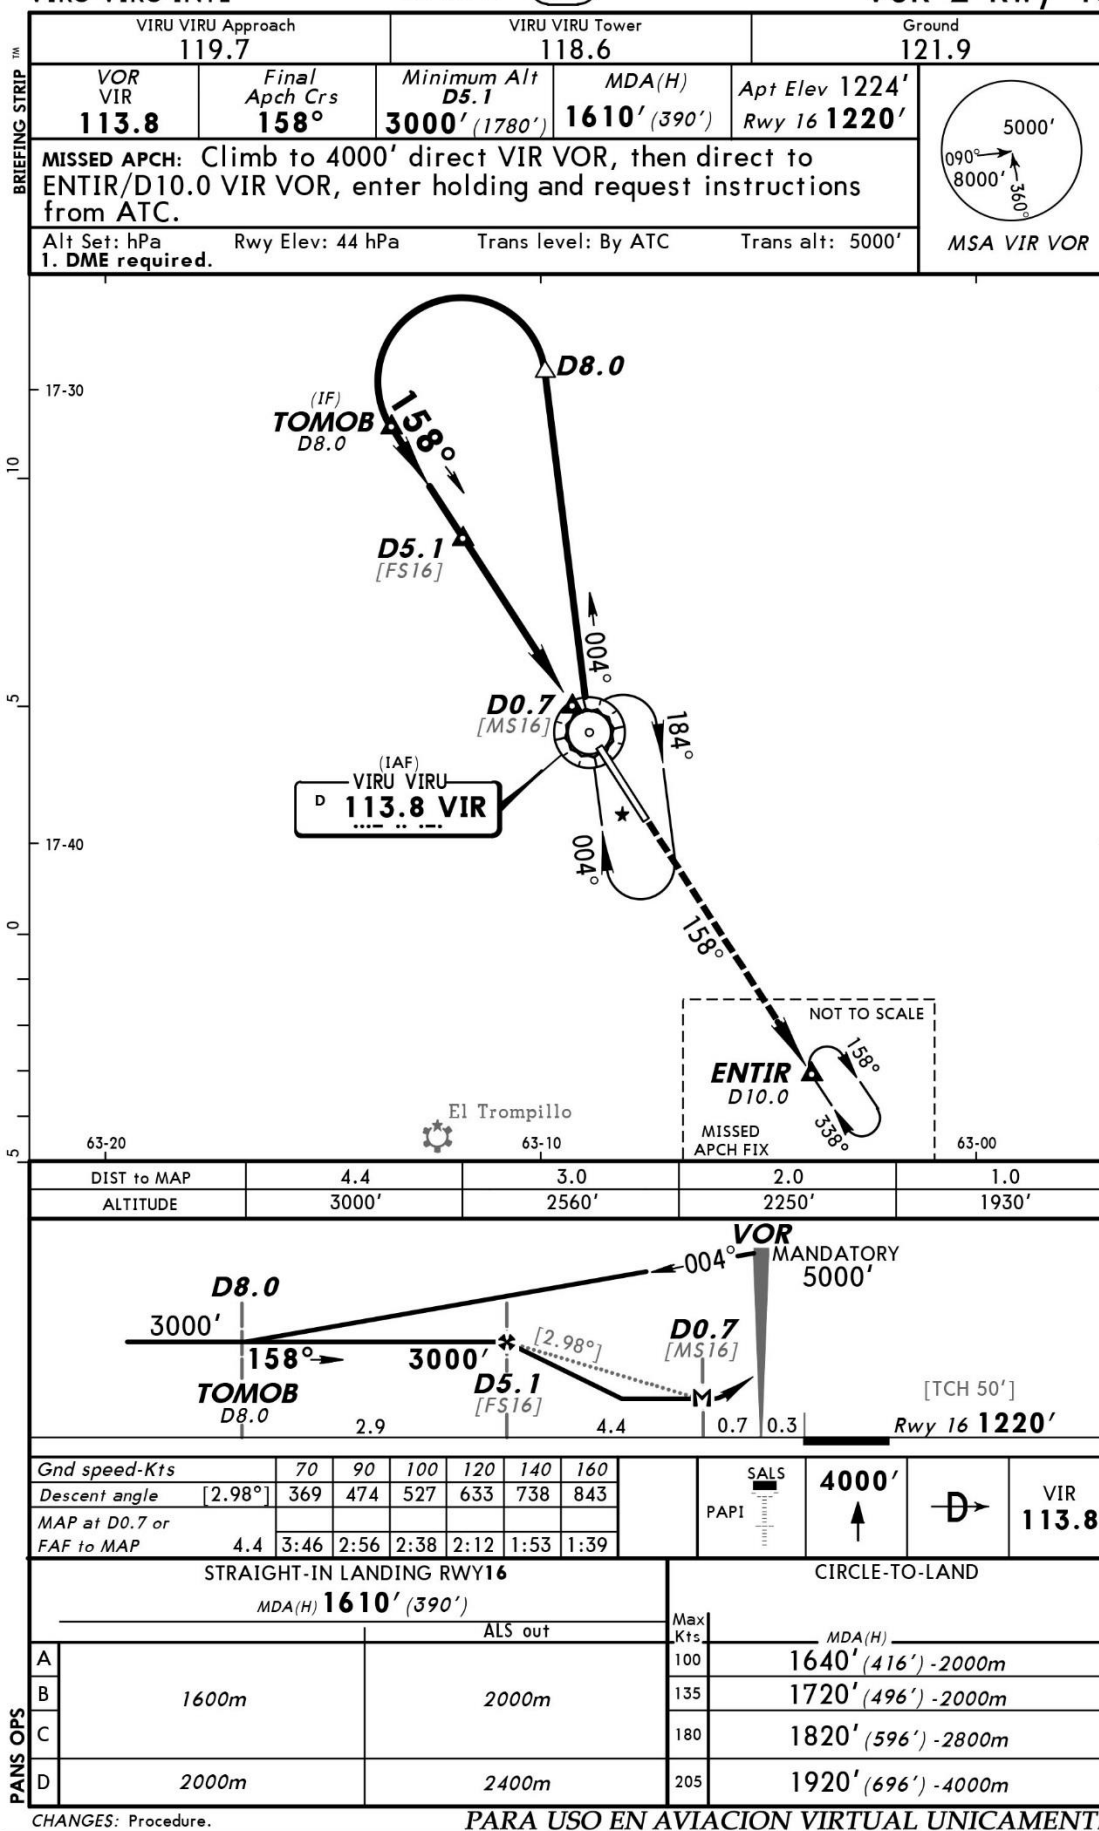 VIRU VIRU Approach
119.7
VIRU VIRU Tower
118.6
Ground
121.9
BRIEFING STRIP ™
VOR
VIR
113.8
Final
Apch Crs
158°
Minimum Alt
D5.1
3000' (1780')
MDA(H)
1610' (390')
Apt Elev 1224'
Rwy 16 1220'
MISSED APCH: Climb to 4000' direct VIR VOR, then direct to
ENTIR/D10.0 VIR VOR, enter holding and request instructions
from ATC.
Alt Set: hPa Rwy Elev: 44 hPa Trans level: By ATC Trans alt: 5000'
1. DME required.
5000'
090°
8000'
360°
MSA VIR VOR
17-30
D8.0
(IF)
TOMOB
D8.0
158°
10
D5.1
[FS16]
004°
5
D0.7
[MS16]
184°
(IAF)
VIRU VIRU
D 113.8 VIR
17-40
004°
0
158°
NOT TO SCALE
ENTIR
D10.0
158°
338°
MISSED
APCH FIX
El Trompillo
5
63-20
63-10
63-00
DIST to MAP 4.4 3.0 2.0 1.0
ALTITUDE 3000' 2560' 2250' 1930'
VOR
004°
MANDATORY
5000'
D8.0
3000'
158°
3000'
[2.98°]
D0.7
[MS16]
TOMOB
D8.0
D5.1
[FS16]
M
[TCH 50']
2.9 4.4 0.7 0.3
Rwy 16 1220'
Gnd speed-Kts 70 90 100 120 140 160
Descent angle [2.98°] 369 474 527 633 738 843
MAP at D0.7 or
FAF to MAP 4.4 3:46 2:56 2:38 2:12 1:53 1:39
SALS
PAPI
4000'
D
VIR
113.8
STRAIGHT-IN LANDING RWY16
MDA(H) 1610' (390')
ALS out
CIRCLE-TO-LAND
Max
Kts
MDA(H)
A
B
C
1600m
2000m
D
2000m
2400m
100 1640' (416') -2000m
135 1720' (496') -2000m
180 1820' (596') -2800m
205 1920' (696') -4000m
PANS OPS
CHANGES: Procedure.
PARA USO EN AVIACION VIRTUAL UNICAMENT